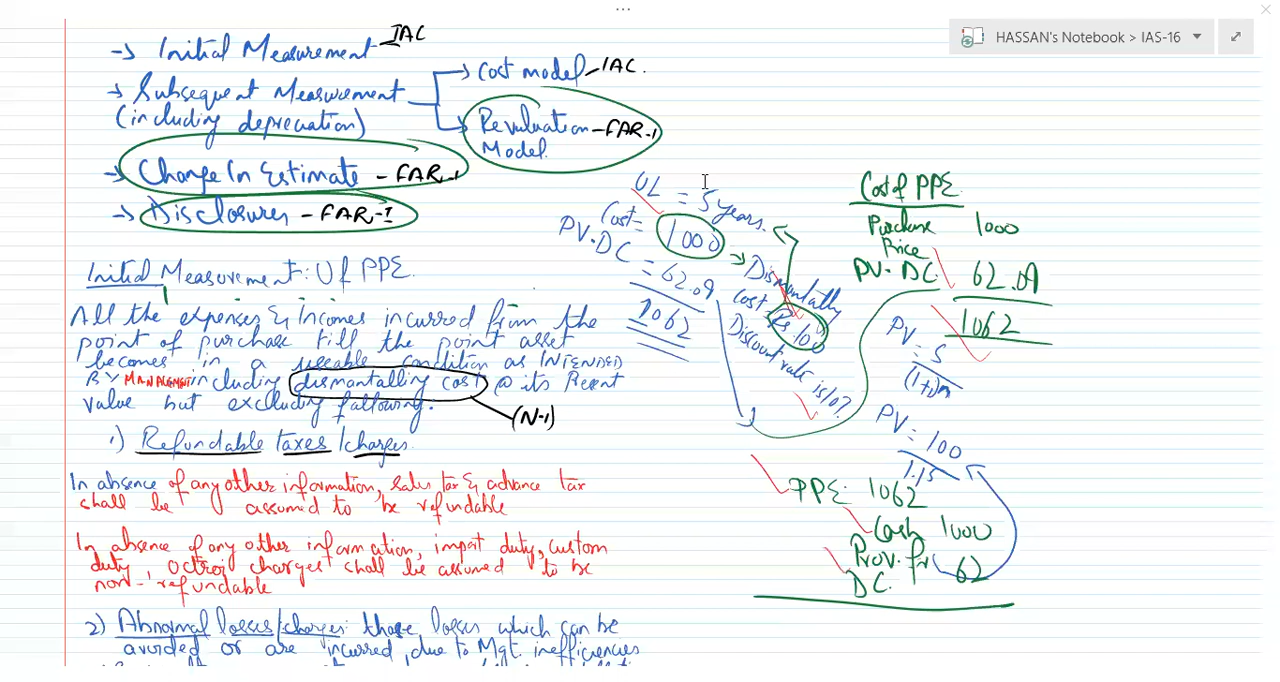 HASSAN's Notebook > IAS-16
→ Initial Measurement - IAC
→ Subsequent Measurement
(including depreciation)
→ Cost model - IAC.
→ Revaluation - FAR-1
Model.
→ Change In Estimate - FAR-1
→ Disclosures - FAR-I
Initial Measurement: Of PPE.
All the expenses & Incomes incurred from the
point of purchase till the point asset
becomes in a useable condition as INTENDED
BY MANAGEMENT including dismantalling cost @ its Present
value but excluding following.
(N-1)
1) Refundable taxes/charges.
In absence of any other information, Sales tax & advance tax
shall be assumed to be refundable
In absence of any other information, import duty, custom
duty, octroi charges shall be assumed to be
non-refundable
2) Abnormal losses/charges: those losses which can be
avoided or are incurred due to Mgt. inefficiencies
UL = 5 years.
Cost = 1000
PV.DC = 62.09
1062
→ Dismantally
cost = Rs 100
Discount rate is 10%
Cost of PPE
Purchase 1000
Price
PV. DC. 62.09
1062
PV = S
(1+i)n
PV = 100
1.1^5
PPE 1062
Cash 1000
Prov. fr 62
DC.